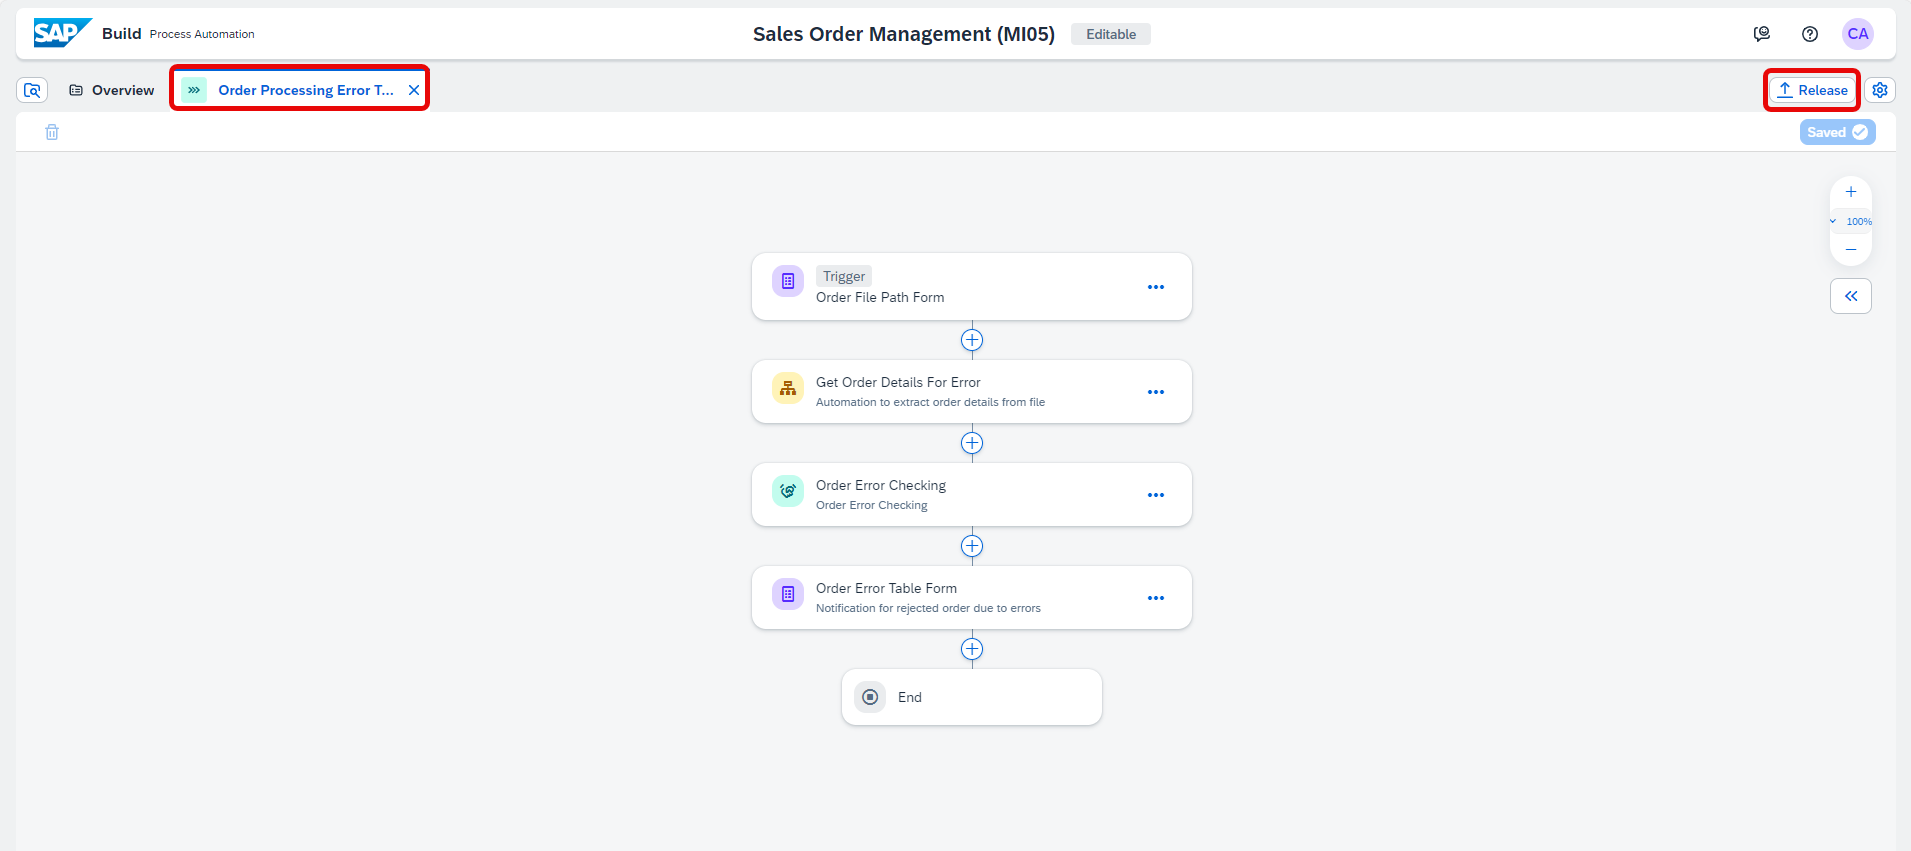 SAP Build Process Automation
Sales Order Management (MI05) Editable
CA
Overview
Order Processing Error T...
Release
Saved
100%
Trigger
Order File Path Form
Get Order Details For Error
Automation to extract order details from file
Order Error Checking
Order Error Checking
Order Error Table Form
Notification for rejected order due to errors
End